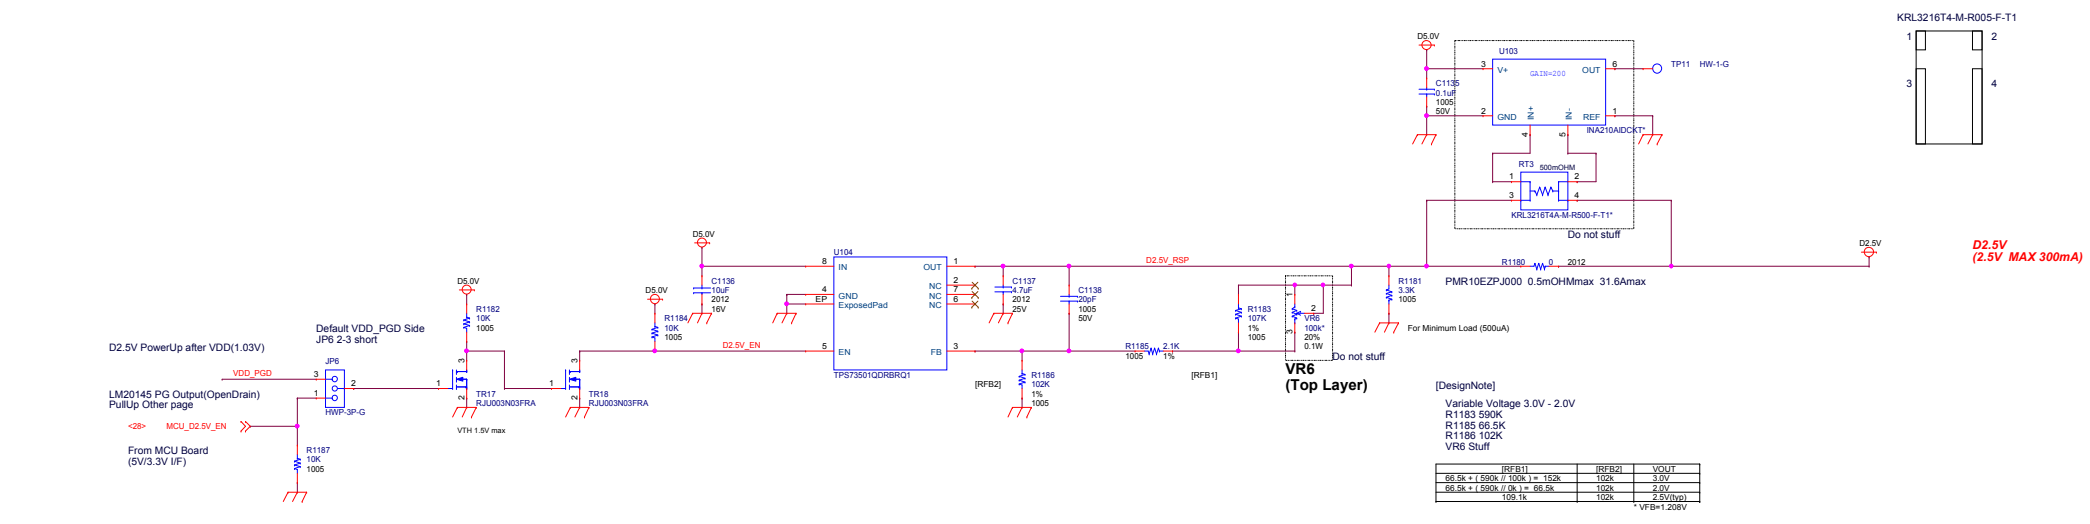 KRL3216T4-M-R005-F-T1
1
2
3
4
D5.0V
U103
3
V+
GAIN=200
OUT
6
TP11
HW-1-G
C1135
0.1uF
1005
50V
2
GND
IN+
IN-
REF
1
4
5
INA210AIDCKT*
RT3
500mOHM
1
2
3
4
KRL3216T4A-M-R500-F-T1*
Do not stuff
D5.0V
U104
8
IN
OUT
1
D2.5V_RSP
R1180
0
2012
D2.5V
D2.5V
(2.5V MAX 300mA)
PMR10EZPJ000 0.5mOHMmax 31.6Amax
C1136
10uF
2012
16V
4
GND
EP
ExposedPad
NC
2
NC
7
NC
6
C1137
4.7uF
2012
25V
C1138
20pF
1005
50V
R1183
107K
1%
1005
1
2
3
VR6
100k*
20%
0.1W
Do not stuff
VR6
(Top Layer)
R1181
3.3K
1005
For Minimum Load (500uA)
D5.0V
R1182
10K
1005
D5.0V
R1184
10K
1005
D2.5V_EN
5
EN
FB
3
TPS73501QDRBRQ1
R1185
1005
2.1K
1%
[RFB2]
R1186
102K
1%
1005
[RFB1]
Default VDD_PGD Side
JP6 2-3 short
D2.5V PowerUp after VDD(1.03V)
JP6
VDD_PGD
3
2
1
HWP-3P-G
LM20145 PG Output(OpenDrain)
PullUp Other page
<28>
MCU_D2.5V_EN
From MCU Board
(5V/3.3V I/F)
R1187
10K
1005
1
3
2
TR17
RJU003N03FRA
VTH 1.5V max
1
3
2
TR18
RJU003N03FRA
[DesignNote]
Variable Voltage 3.0V - 2.0V
R1183 590K
R1185 66.5K
R1186 102K
VR6 Stuff
[RFB1] [RFB2] VOUT
66.5k + ( 590k // 100k ) = 152k 102k 3.0V
66.5k + ( 590k // 0k ) = 66.5k 102k 2.0V
109.1k 102k 2.5V(typ)
* VFB=1.208V